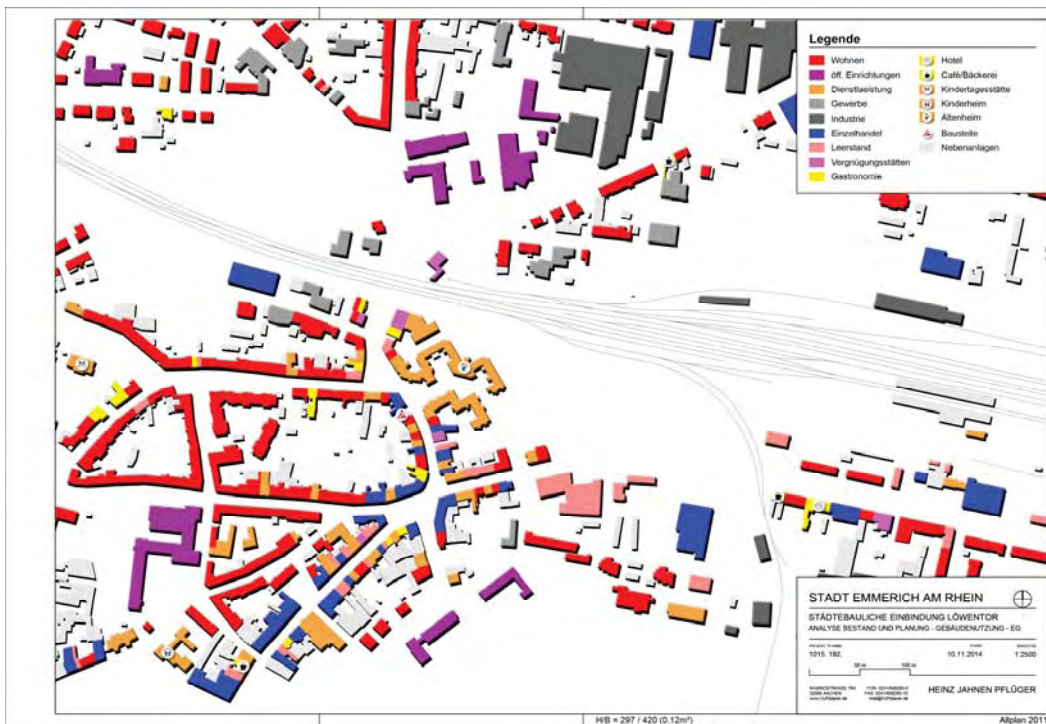 Legende
Wohnen
öff. Einrichtungen
Dienstleistung
Gewerbe
Industrie
Einzelhandel
Leerstand
Vergnügungsstätten
Gastronomie
Hotel
Café/Bäckerei
Kindertagesstätte
Kinderheim
Altenheim
Baustelle
Nebenanlagen
STADT EMMERICH AM RHEIN
STÄDTEBAULICHE EINBINDUNG LÖWENTOR
ANALYSE BESTAND UND PLANUNG - GEBÄUDENUTZUNG - EG
1015. 192. 10.11.2014 1:2500
50 m 100 m
HEINZ JAHNEN PFLÜGER
H/B = 297 / 420 (0.12m²) Allplan 2011